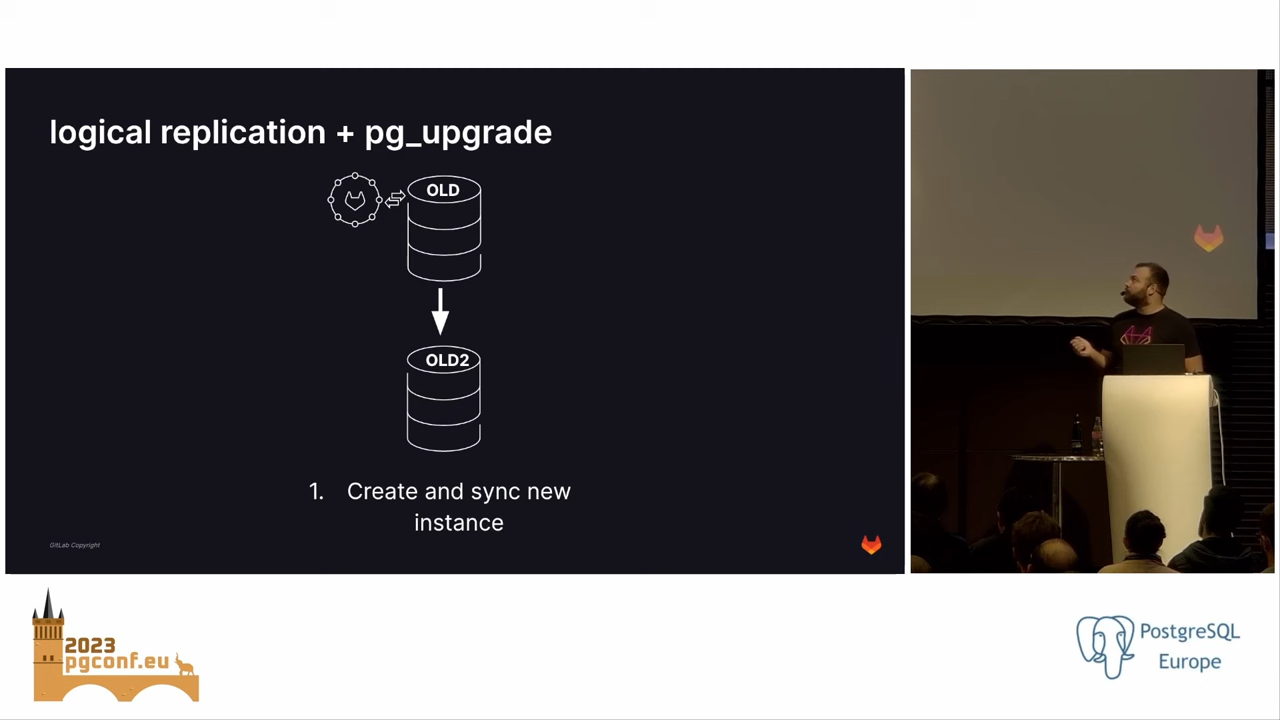 logical replication + pg_upgrade
OLD
OLD2
1. Create and sync new
instance
GitLab Copyright
2023
pgconf.eu
PostgreSQL
Europe